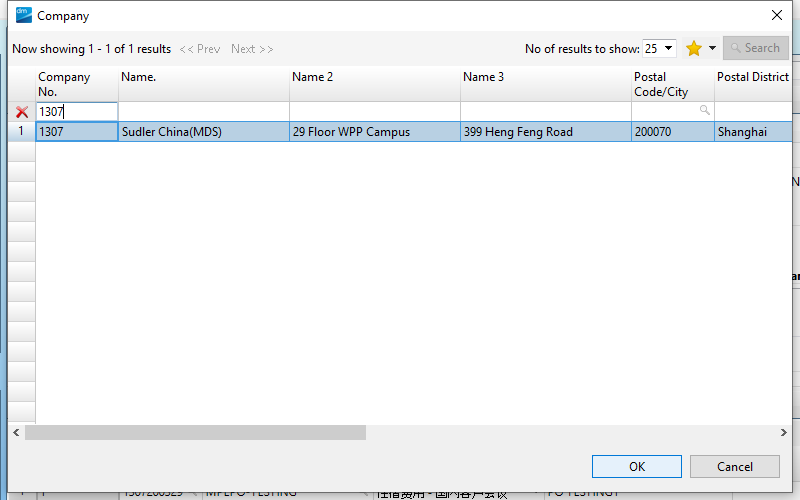 dm Company
Now showing 1 - 1 of 1 results << Prev Next >> No of results to show: 25 Search
Company No. Name. Name 2 Name 3 Postal Code/City Postal District
1307
1 1307 Sudler China(MDS) 29 Floor WPP Campus 399 Heng Feng Road 200070 Shanghai
OK Cancel